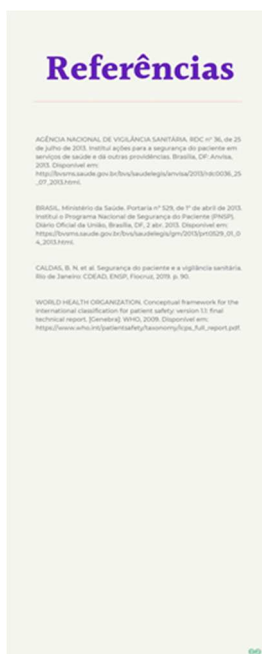 Referências
AGÊNCIA NACIONAL DE VIGILÂNCIA SANITÁRIA. RDC n° 36, de 25
de julho de 2013. Institui ações para a segurança do paciente em
serviços de saúde e dá outras providências. Brasília, DF: Anvisa,
2013. Disponível em:
http://bvsms.saude.gov.br/bvs/saudelegis/anvisa/2013/rdc0036_25
_07_2013.html.
BRASIL. Ministério da Saúde. Portaria n° 529, de 1° de abril de 2013.
Institui o Programa Nacional de Segurança do Paciente (PNSP).
Diário Oficial da União, Brasília, DF, 2 abr. 2013. Disponível em:
https://bvsms.saude.gov.br/bvs/saudelegis/gm/2013/prt0529_01_0
4_2013.html.
CALDAS, B. N. et al. Segurança do paciente e a vigilância sanitária.
Rio de Janeiro: CDEAD, ENSP, Fiocruz, 2019. p. 90.
WORLD HEALTH ORGANIZATION. Conceptual framework for the
international classification for patient safety: version 1.1: final
technical report. [Genebra]: WHO, 2009. Disponível em:
https://www.who.int/patientsafety/taxonomy/icps_full_report.pdf.